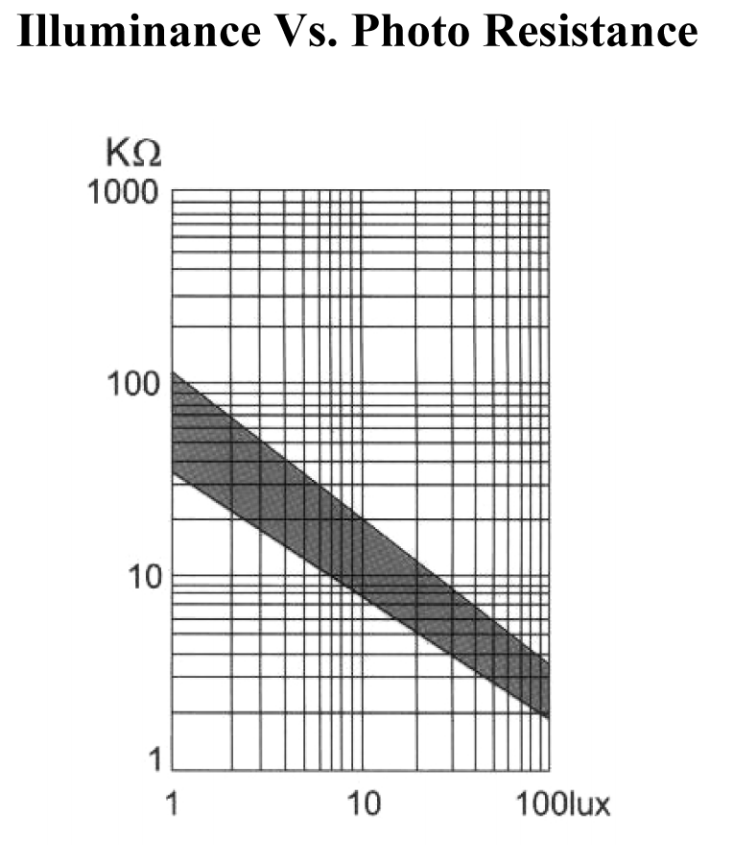 Illuminance Vs. Photo Resistance
KΩ
1000
100
10
1
1 10 100lux